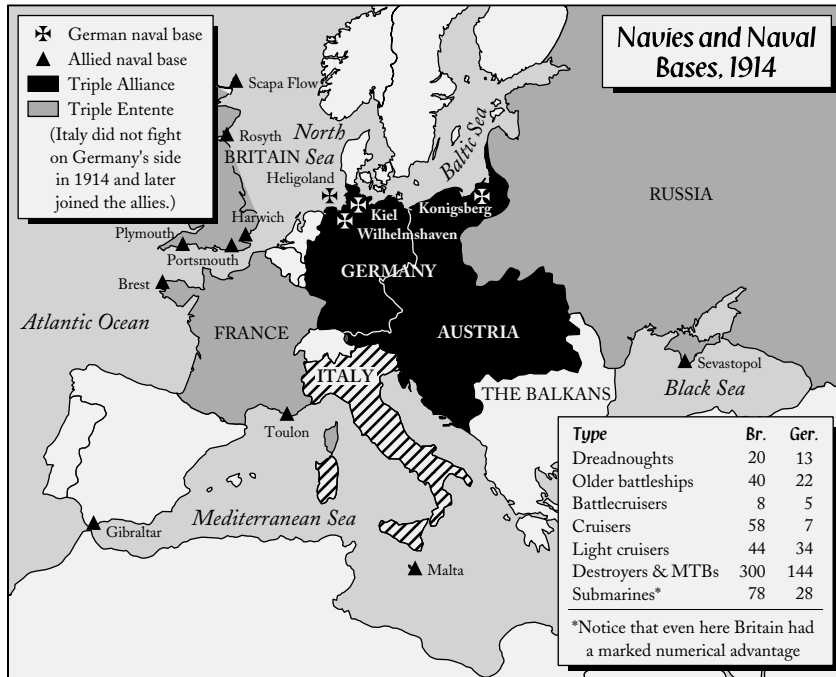 Navies and Naval
Bases, 1914
German naval base
Allied naval base
Triple Alliance
Triple Entente
(Italy did not fight
on Germany's side
in 1914 and later
joined the allies.)
Scapa Flow
Rosyth
North
Sea
BRITAIN
Baltic Sea
Heligoland
RUSSIA
Harwich
Kiel
Konigsberg
Plymouth
Wilhelmshaven
Portsmouth
GERMANY
Brest
Atlantic Ocean
FRANCE
AUSTRIA
Sevastopol
ITALY
THE BALKANS
Black Sea
Toulon
Mediterranean Sea
Gibraltar
Malta
Type Br. Ger.
Dreadnoughts 20 13
Older battleships 40 22
Battlecruisers 8 5
Cruisers 58 7
Light cruisers 44 34
Destroyers & MTBs 300 144
Submarines* 78 28
*Notice that even here Britain had
a marked numerical advantage